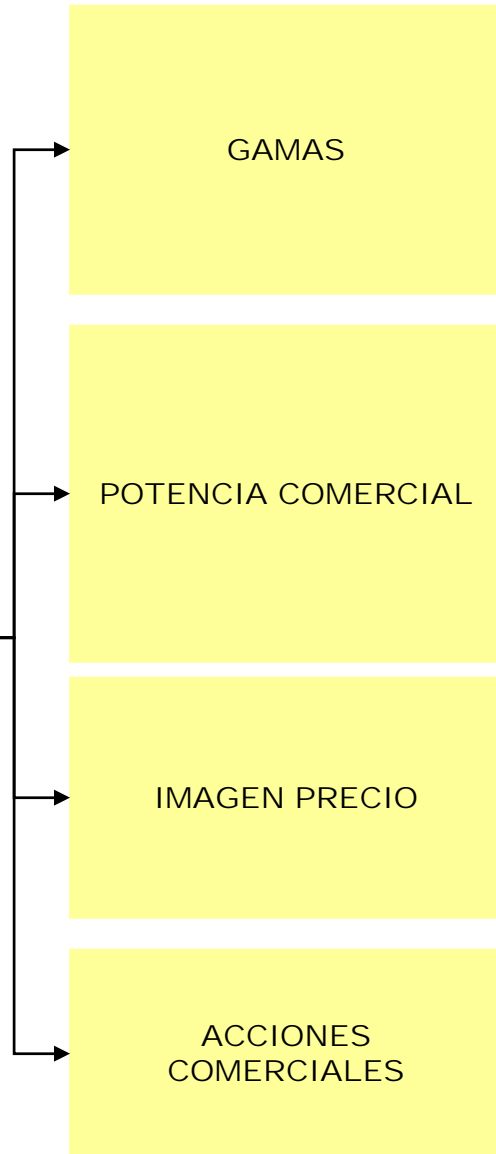 GAMAS
POTENCIA COMERCIAL
IMAGEN PRECIO
ACCIONES
COMERCIALES